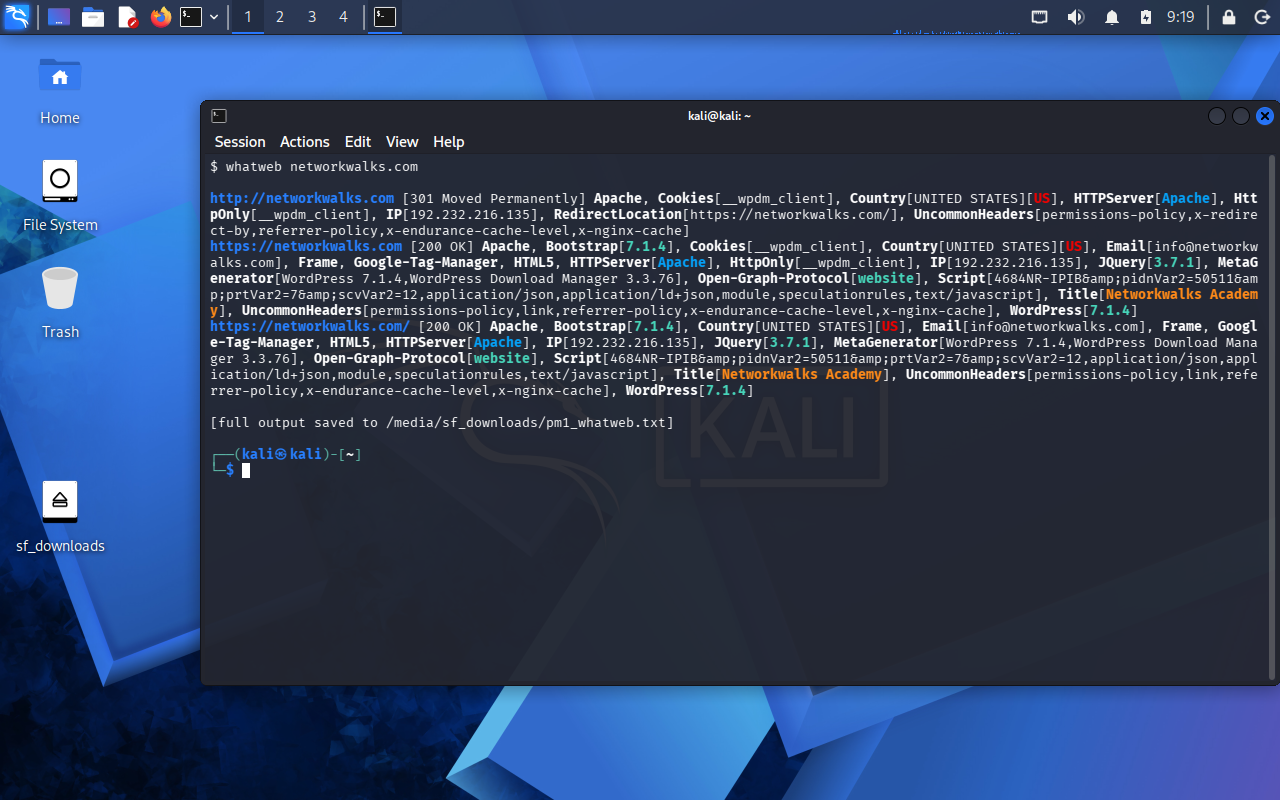 1 2 3 4 9:19
Home
File System
Trash
sf_downloads
kali@kali: ~
Session Actions Edit View Help
$ whatweb networkwalks.com
http://networkwalks.com [301 Moved Permanently] Apache, Cookies[__wpdm_client], Country[UNITED STATES][US], HTTPServer[Apache], Htt
pOnly[__wpdm_client], IP[192.232.216.135], RedirectLocation[https://networkwalks.com/], UncommonHeaders[permissions-policy,x-redire
ct-by,referrer-policy,x-endurance-cache-level,x-nginx-cache]
https://networkwalks.com [200 OK] Apache, Bootstrap[7.1.4], Cookies[__wpdm_client], Country[UNITED STATES][US], Email[info@networkw
alks.com], Frame, Google-Tag-Manager, HTML5, HTTPServer[Apache], HttpOnly[__wpdm_client], IP[192.232.216.135], JQuery[3.7.1], MetaG
enerator[WordPress 7.1.4,WordPress Download Manager 3.3.76], Open-Graph-Protocol[website], Script[4684NR-IPIB&amp;pidnVar2=50511&am
p;prtVar2=7&amp;scvVar2=12,application/json,application/ld+json,module,speculationrules,text/javascript], Title[Networkwalks Academ
y], UncommonHeaders[permissions-policy,link,referrer-policy,x-endurance-cache-level,x-nginx-cache], WordPress[7.1.4]
https://networkwalks.com/ [200 OK] Apache, Bootstrap[7.1.4], Country[UNITED STATES][US], Email[info@networkwalks.com], Frame, Googl
e-Tag-Manager, HTML5, HTTPServer[Apache], IP[192.232.216.135], JQuery[3.7.1], MetaGenerator[WordPress 7.1.4,WordPress Download Mana
ger 3.3.76], Open-Graph-Protocol[website], Script[4684NR-IPIB&amp;pidnVar2=50511&amp;prtVar2=7&amp;scvVar2=12,application/json,appl
ication/ld+json,module,speculationrules,text/javascript], Title[Networkwalks Academy], UncommonHeaders[permissions-policy,link,refe
rrer-policy,x-endurance-cache-level,x-nginx-cache], WordPress[7.1.4]
[full output saved to /media/sf_downloads/pm1_whatweb.txt]
┌──(kali㉿kali)-[~]
└─$
KALI